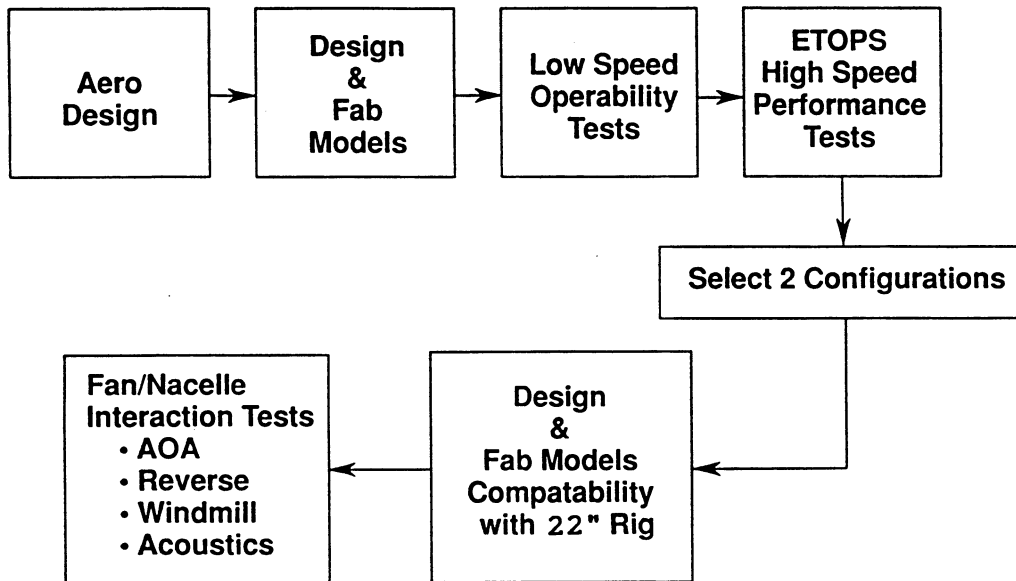 Aero
Design
Design
&
Fab
Models
Low Speed
Operability
Tests
ETOPS
High Speed
Performance
Tests
Select 2 Configurations
Design
&
Fab Models
Compatability
with 22" Rig
Fan/Nacelle
Interaction Tests
• AOA
• Reverse
• Windmill
• Acoustics